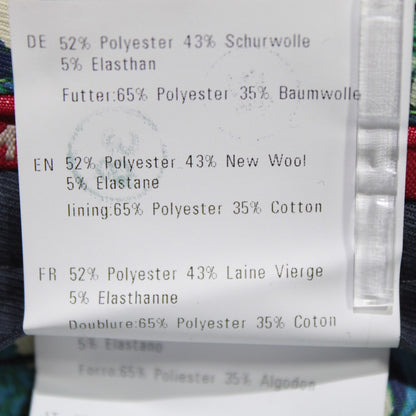 DE 52% Polyester 43% Schurwolle
5% Elasthan
Futter:65% Polyester 35% Baumwolle
EN 52% Polyester 43% New Wool
5% Elastane
lining:65% Polyester 35% Cotton
FR 52% Polyester 43% Laine Vierge
5% Elasthanne
Doublure:65% Polyester 35% Coton
5% Elastano
Forro:65% Poliester 35% Algodon